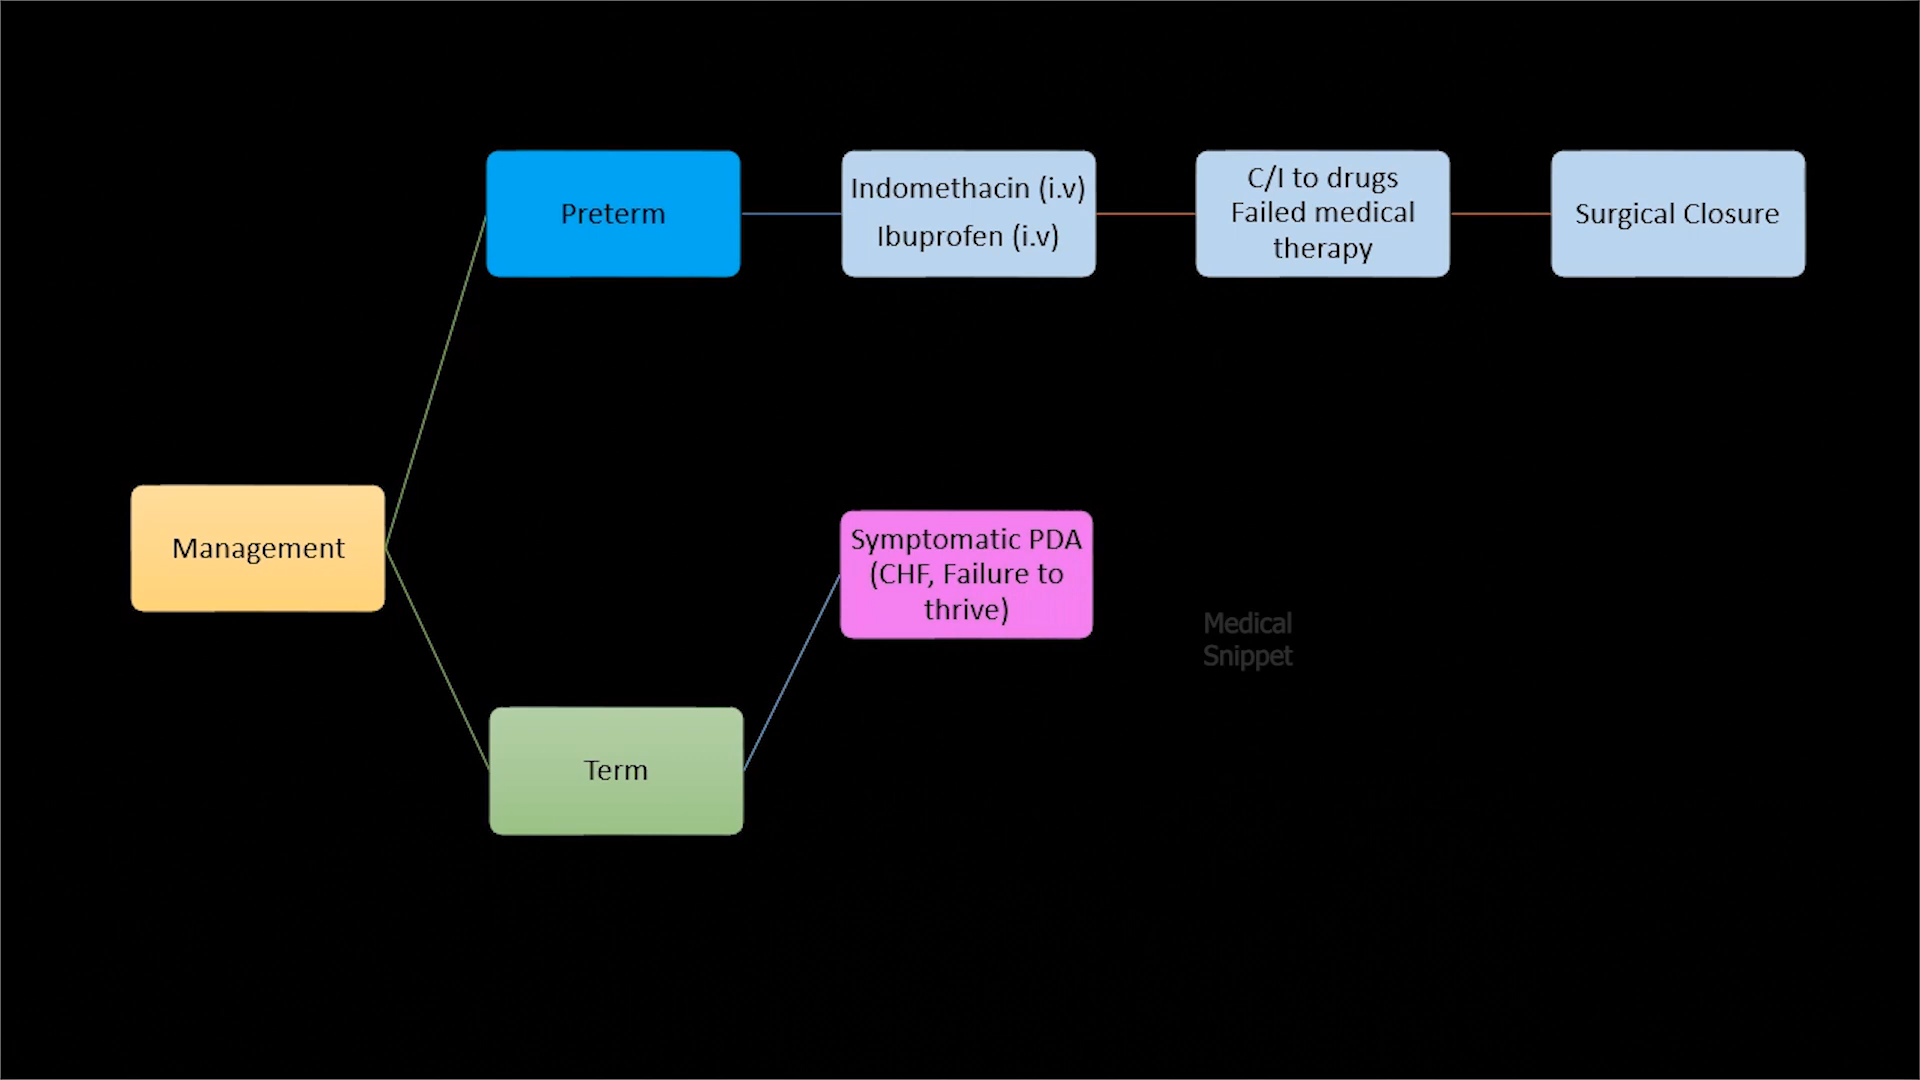 Preterm
Indomethacin (i.v)
Ibuprofen (i.v)
C/I to drugs
Failed medical
therapy
Surgical Closure
Management
Symptomatic PDA
(CHF, Failure to
thrive)
Medical
Snippet
Term